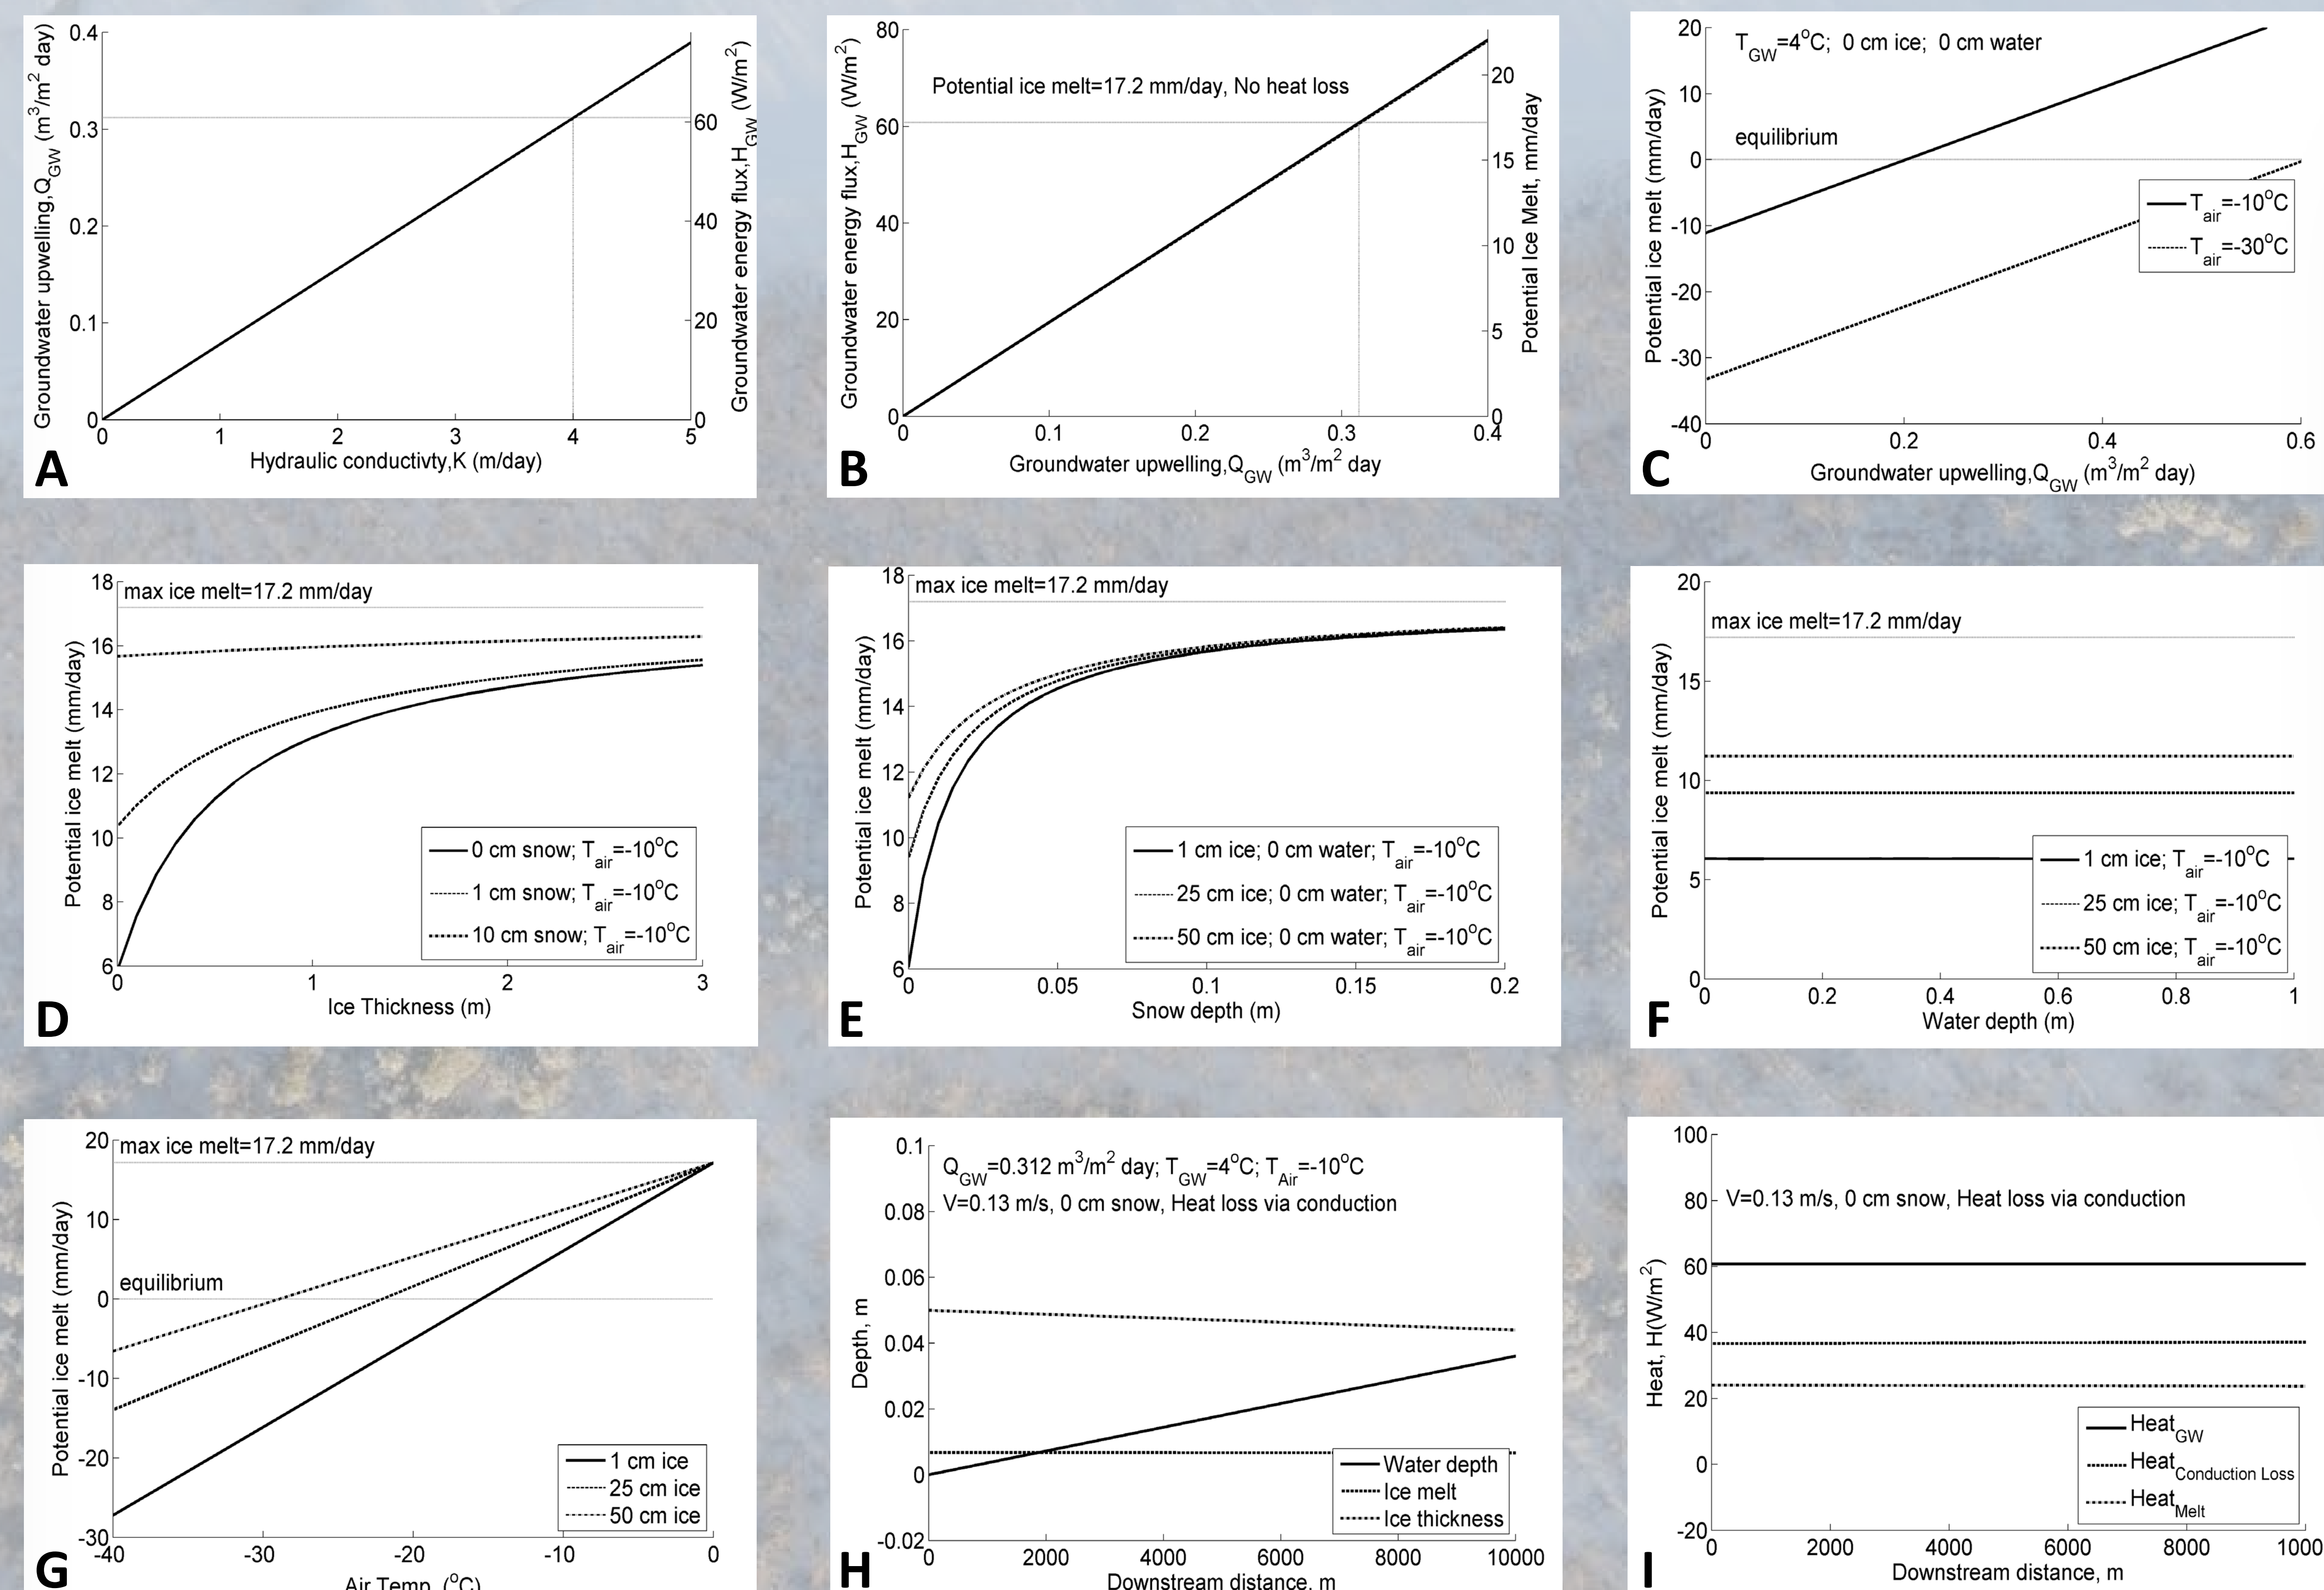 0.4
0.3
0.2
0.1
0
60
40
20
0
0 1 2 3 4 5
Groundwater upwelling,Q_GW (m³/m² day)
Groundwater energy flux,H_GW (W/m²)
Hydraulic conductivty,K (m/day)
A
80
60
40
20
0
20
15
10
5
0
Potential ice melt=17.2 mm/day, No heat loss
0 0.1 0.2 0.3 0.4
Groundwater energy flux,H_GW (W/m²)
Potential Ice Melt, mm/day
Groundwater upwelling,Q_GW (m³/m² day
B
20
10
0
-10
-20
-30
-40
T_GW=4°C; 0 cm ice; 0 cm water
equilibrium
T_air=-10°C
T_air=-30°C
0 0.2 0.4 0.6
Potential ice melt (mm/day)
Groundwater upwelling,Q_GW (m³/m² day)
C
18
16
14
12
10
8
6
max ice melt=17.2 mm/day
0 cm snow; T_air=-10°C
1 cm snow; T_air=-10°C
10 cm snow; T_air=-10°C
0 1 2 3
Potential ice melt (mm/day)
Ice Thickness (m)
D
18
16
14
12
10
8
6
max ice melt=17.2 mm/day
1 cm ice; 0 cm water; T_air=-10°C
25 cm ice; 0 cm water; T_air=-10°C
50 cm ice; 0 cm water; T_air=-10°C
0 0.05 0.1 0.15 0.2
Potential ice melt (mm/day)
Snow depth (m)
E
20
15
10
5
0
max ice melt=17.2 mm/day
1 cm ice; T_air=-10°C
25 cm ice; T_air=-10°C
50 cm ice; T_air=-10°C
0 0.2 0.4 0.6 0.8 1
Potential ice melt (mm/day)
Water depth (m)
F
20
10
0
-10
-20
-30
max ice melt=17.2 mm/day
equilibrium
1 cm ice
25 cm ice
50 cm ice
-40 -30 -20 -10 0
Potential ice melt (mm/day)
Air Temp. (°C)
G
0.1
0.08
0.06
0.04
0.02
0
-0.02
Q_GW=0.312 m³/m² day; T_GW=4°C; T_Air=-10°C
V=0.13 m/s, 0 cm snow, Heat loss via conduction
Water depth
Ice melt
Ice thickness
0 2000 4000 6000 8000 10000
Depth, m
Downstream distance, m
H
100
80
60
40
20
0
-20
V=0.13 m/s, 0 cm snow, Heat loss via conduction
Heat_GW
Heat_Conduction Loss
Heat_Melt
0 2000 4000 6000 8000 1000
Heat, H(W/m²)
Downstream distance, m
I